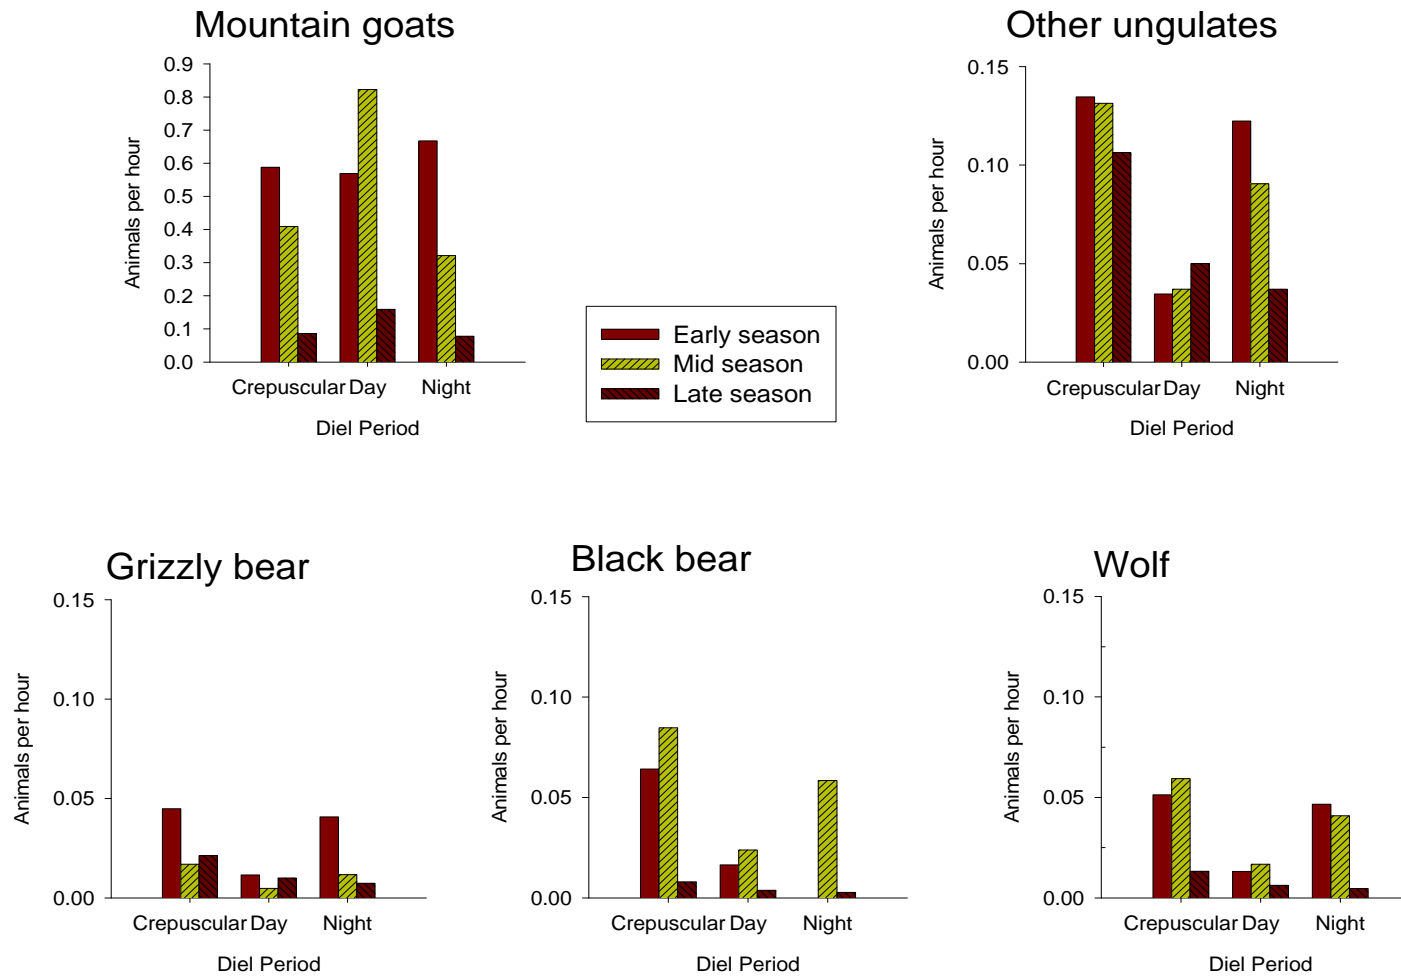 Mountain goats
0.9
0.8
0.7
0.6
0.5
0.4
0.3
0.2
0.1
0.0
Animals per hour
Crepuscular Day Night
Diel Period
Other ungulates
0.15
0.10
0.05
0.00
Animals per hour
Crepuscular Day Night
Diel Period
Early season
Mid season
Late season
Grizzly bear
0.15
0.10
0.05
0.00
Animals per hour
Crepuscular Day Night
Diel Period
Black bear
0.15
0.10
0.05
0.00
Animals per hour
Crepuscular Day Night
Diel Period
Wolf
0.15
0.10
0.05
0.00
Animals per hour
Crepuscular Day Night
Diel Period